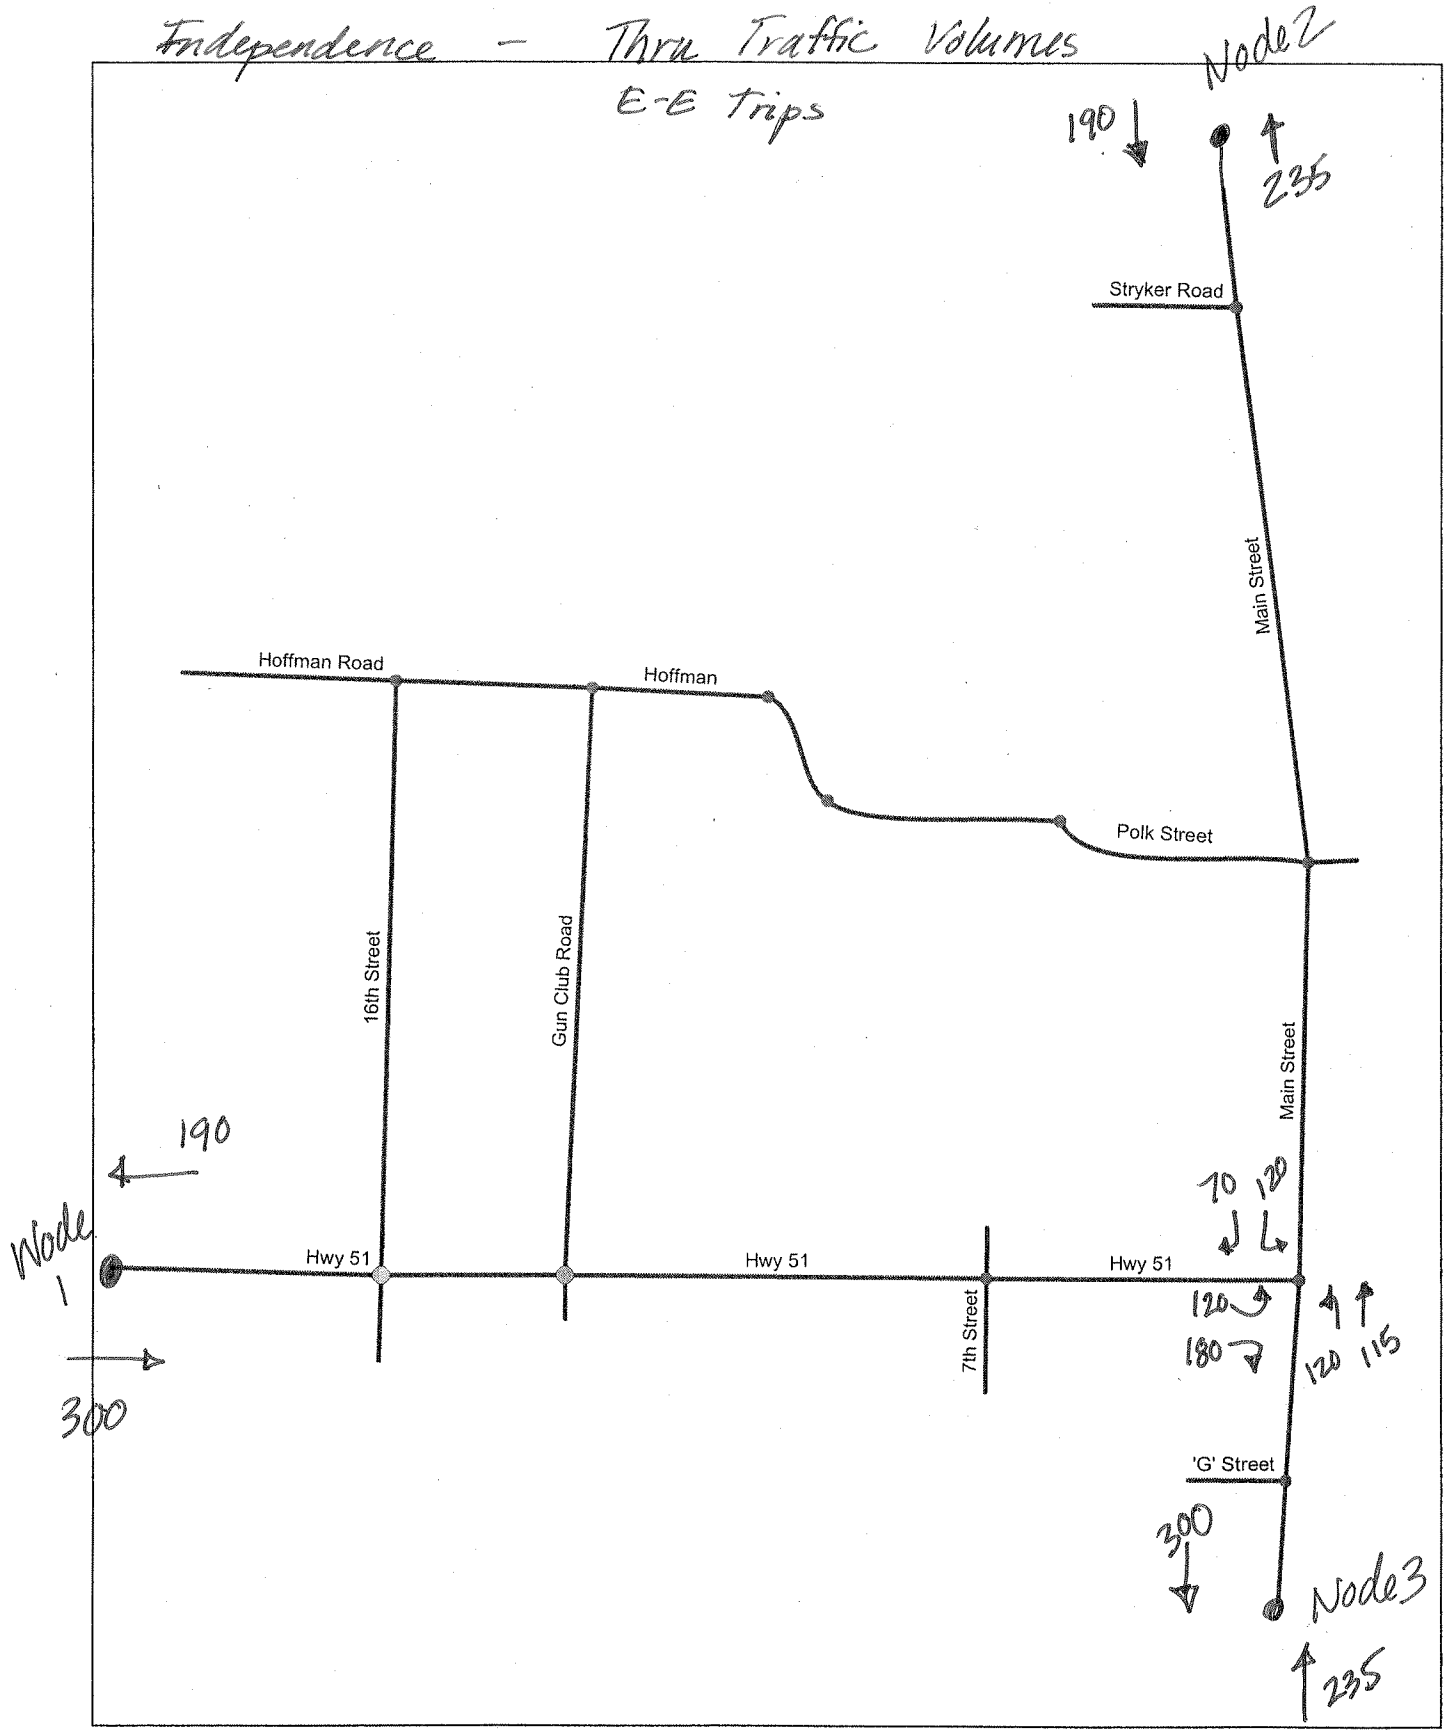 Independence - Thru Traffic Volumes
E-E Trips
Node 2
190
235
Stryker Road
Main Street
Hoffman Road
Hoffman
Polk Street
16th Street
Gun Club Road
Main Street
190
70 120
Node 1
Hwy 51
Hwy 51
Hwy 51
120
180
120 115
7th Street
300
'G' Street
300
Node 3
235